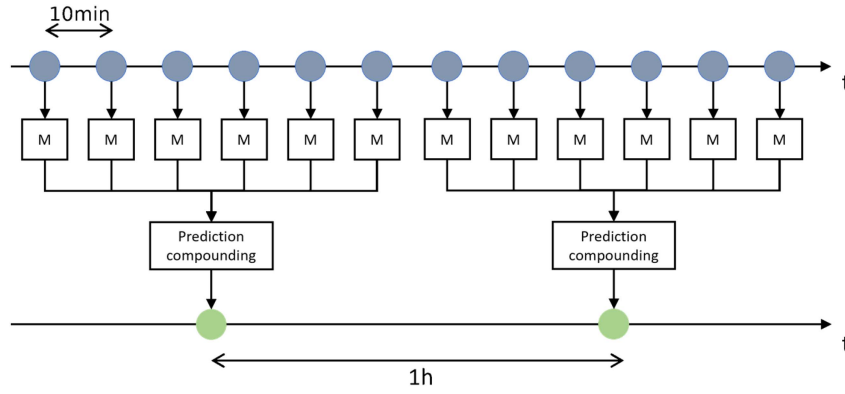 10min
t
M M M M M M M M M M M M
Prediction
compounding
Prediction
compounding
t
1h